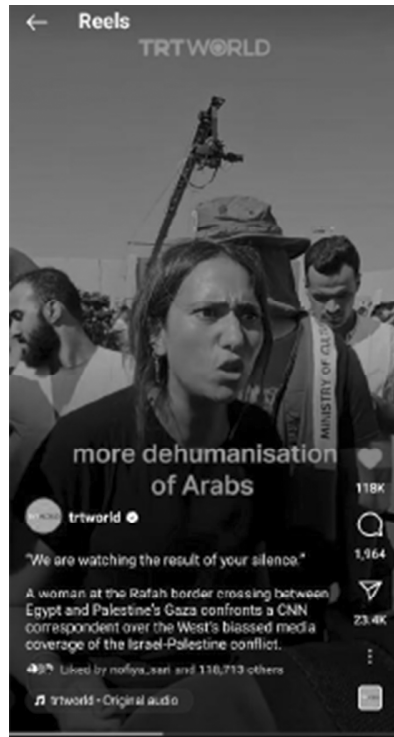 Reels
TRTWORLD
MINISTRY OF
more dehumanisation
of Arabs
118K
trtworld
1,964
"We are watching the result of your silence."
A woman at the Rafah border crossing between
Egypt and Palestine's Gaza confronts a CNN
correspondent over the West's biassed media
coverage of the Israel-Palestine conflict.
23.4K
Liked by nofiya_sari and 118,713 others
trtworld • Original audio